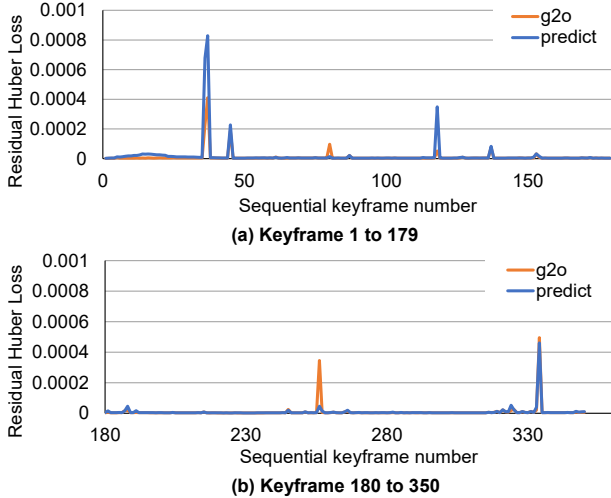 0.001
0.0008
0.0006
0.0004
0.0002
0
Residual Huber Loss
g2o
predict
0 50 100 150
Sequential keyframe number
(a) Keyframe 1 to 179
0.001
0.0008
0.0006
0.0004
0.0002
0
Residual Huber Loss
g2o
predict
180 230 280 330
Sequential keyframe number
(b) Keyframe 180 to 350